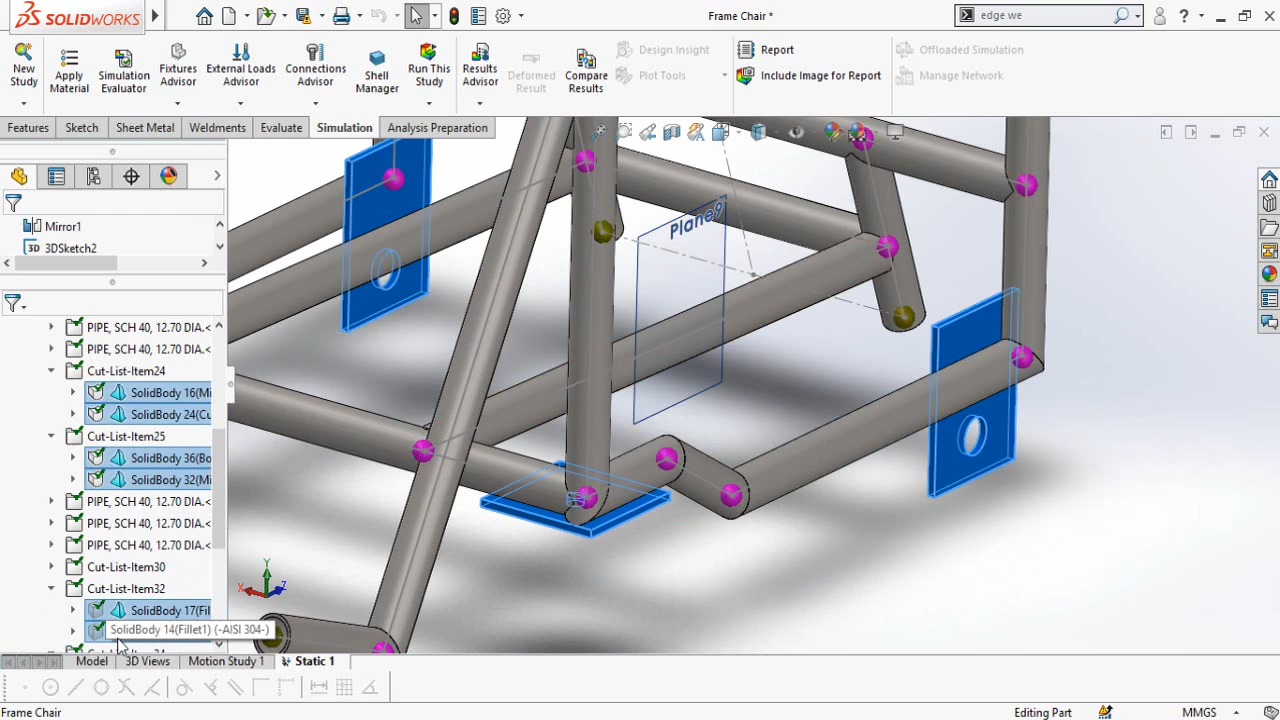 SOLIDWORKS
Frame Chair *
edge we
New Study
Apply Material
Simulation Evaluator
Fixtures Advisor
External Loads Advisor
Connections Advisor
Shell Manager
Run This Study
Results Advisor
Deformed Result
Compare Results
Design Insight
Plot Tools
Report
Include Image for Report
Offloaded Simulation
Manage Network
Features
Sketch
Sheet Metal
Weldments
Evaluate
Simulation
Analysis Preparation
Mirror1
3D 3DSketch2
PIPE, SCH 40, 12.70 DIA.<
PIPE, SCH 40, 12.70 DIA.<
Cut-List-Item24
SolidBody 16(Mi
SolidBody 24(Cu
Cut-List-Item25
SolidBody 36(Bo
SolidBody 32(Mi
PIPE, SCH 40, 12.70 DIA.<
PIPE, SCH 40, 12.70 DIA.<
PIPE, SCH 40, 12.70 DIA.<
Cut-List-Item30
Cut-List-Item32
SolidBody 17(Fil
SolidBody 14(Fillet1) (-AISI 304-)
Plane9
Y
X
Z
Model
3D Views
Motion Study 1
Static 1
Frame Chair
Editing Part
MMGS